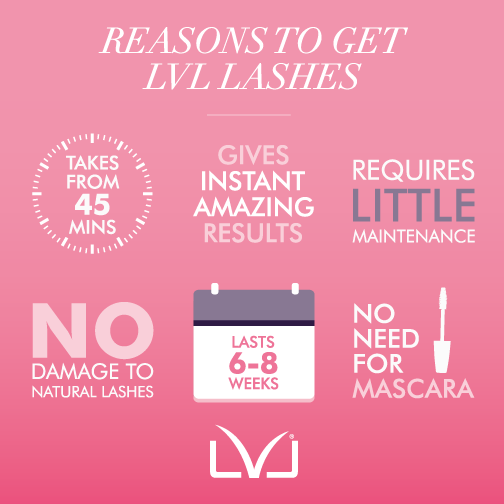 REASONS TO GET
LVL LASHES
TAKES
FROM
45
MINS
GIVES
INSTANT
AMAZING
RESULTS
REQUIRES
LITTLE
MAINTENANCE
NO
DAMAGE TO
NATURAL LASHES
LASTS
6-8
WEEKS
NO
NEED
FOR
MASCARA
LVL®